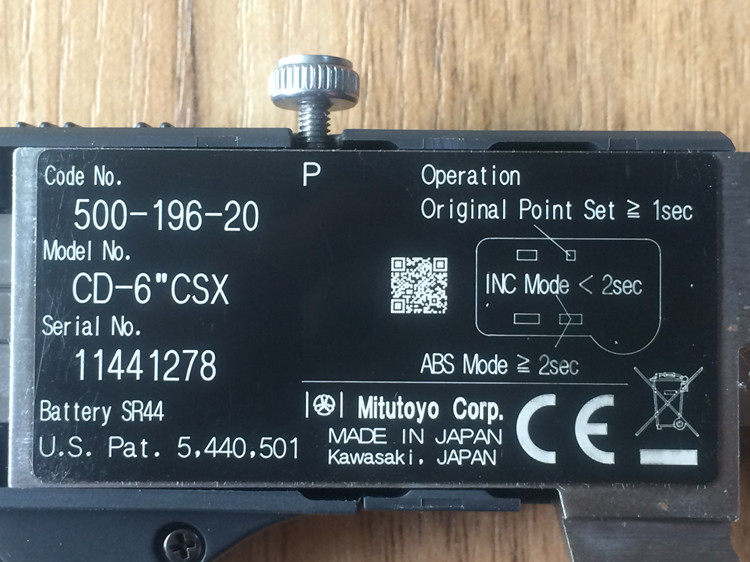 Code No.
P
Operation
500-196-20
Original Point Set ≧ 1sec
Model No.
CD-6"CSX
INC Mode < 2sec
Serial No.
11441278
ABS Mode ≧ 2sec
Battery SR44
Mitutoyo Corp.
U.S. Pat. 5,440,501
MADE IN JAPAN
Kawasaki, JAPAN
CE